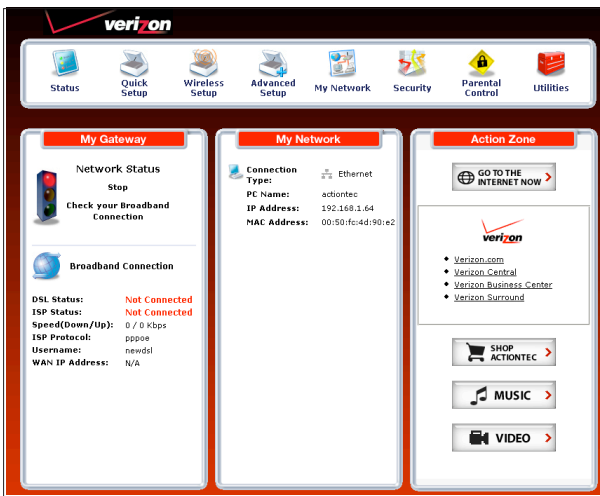 verizon
Status
Quick
Setup
Wireless
Setup
Advanced
Setup
My Network
Security
Parental
Control
Utilities
My Gateway
Network Status
Stop
Check your Broadband
Connection
Broadband Connection
DSL Status: Not Connected
ISP Status: Not Connected
Speed(Down/Up): 0 / 0 Kbps
ISP Protocol: pppoe
Username: newdsl
WAN IP Address: N/A
My Network
Connection
Type: Ethernet
PC Name: actiontec
IP Address: 192.168.1.64
MAC Address: 00:50:fc:4d:90:e2
Action Zone
GO TO THE
INTERNET NOW
verizon
Verizon.com
Verizon Central
Verizon Business Center
Verizon Surround
SHOP
ACTIONTEC
MUSIC
VIDEO